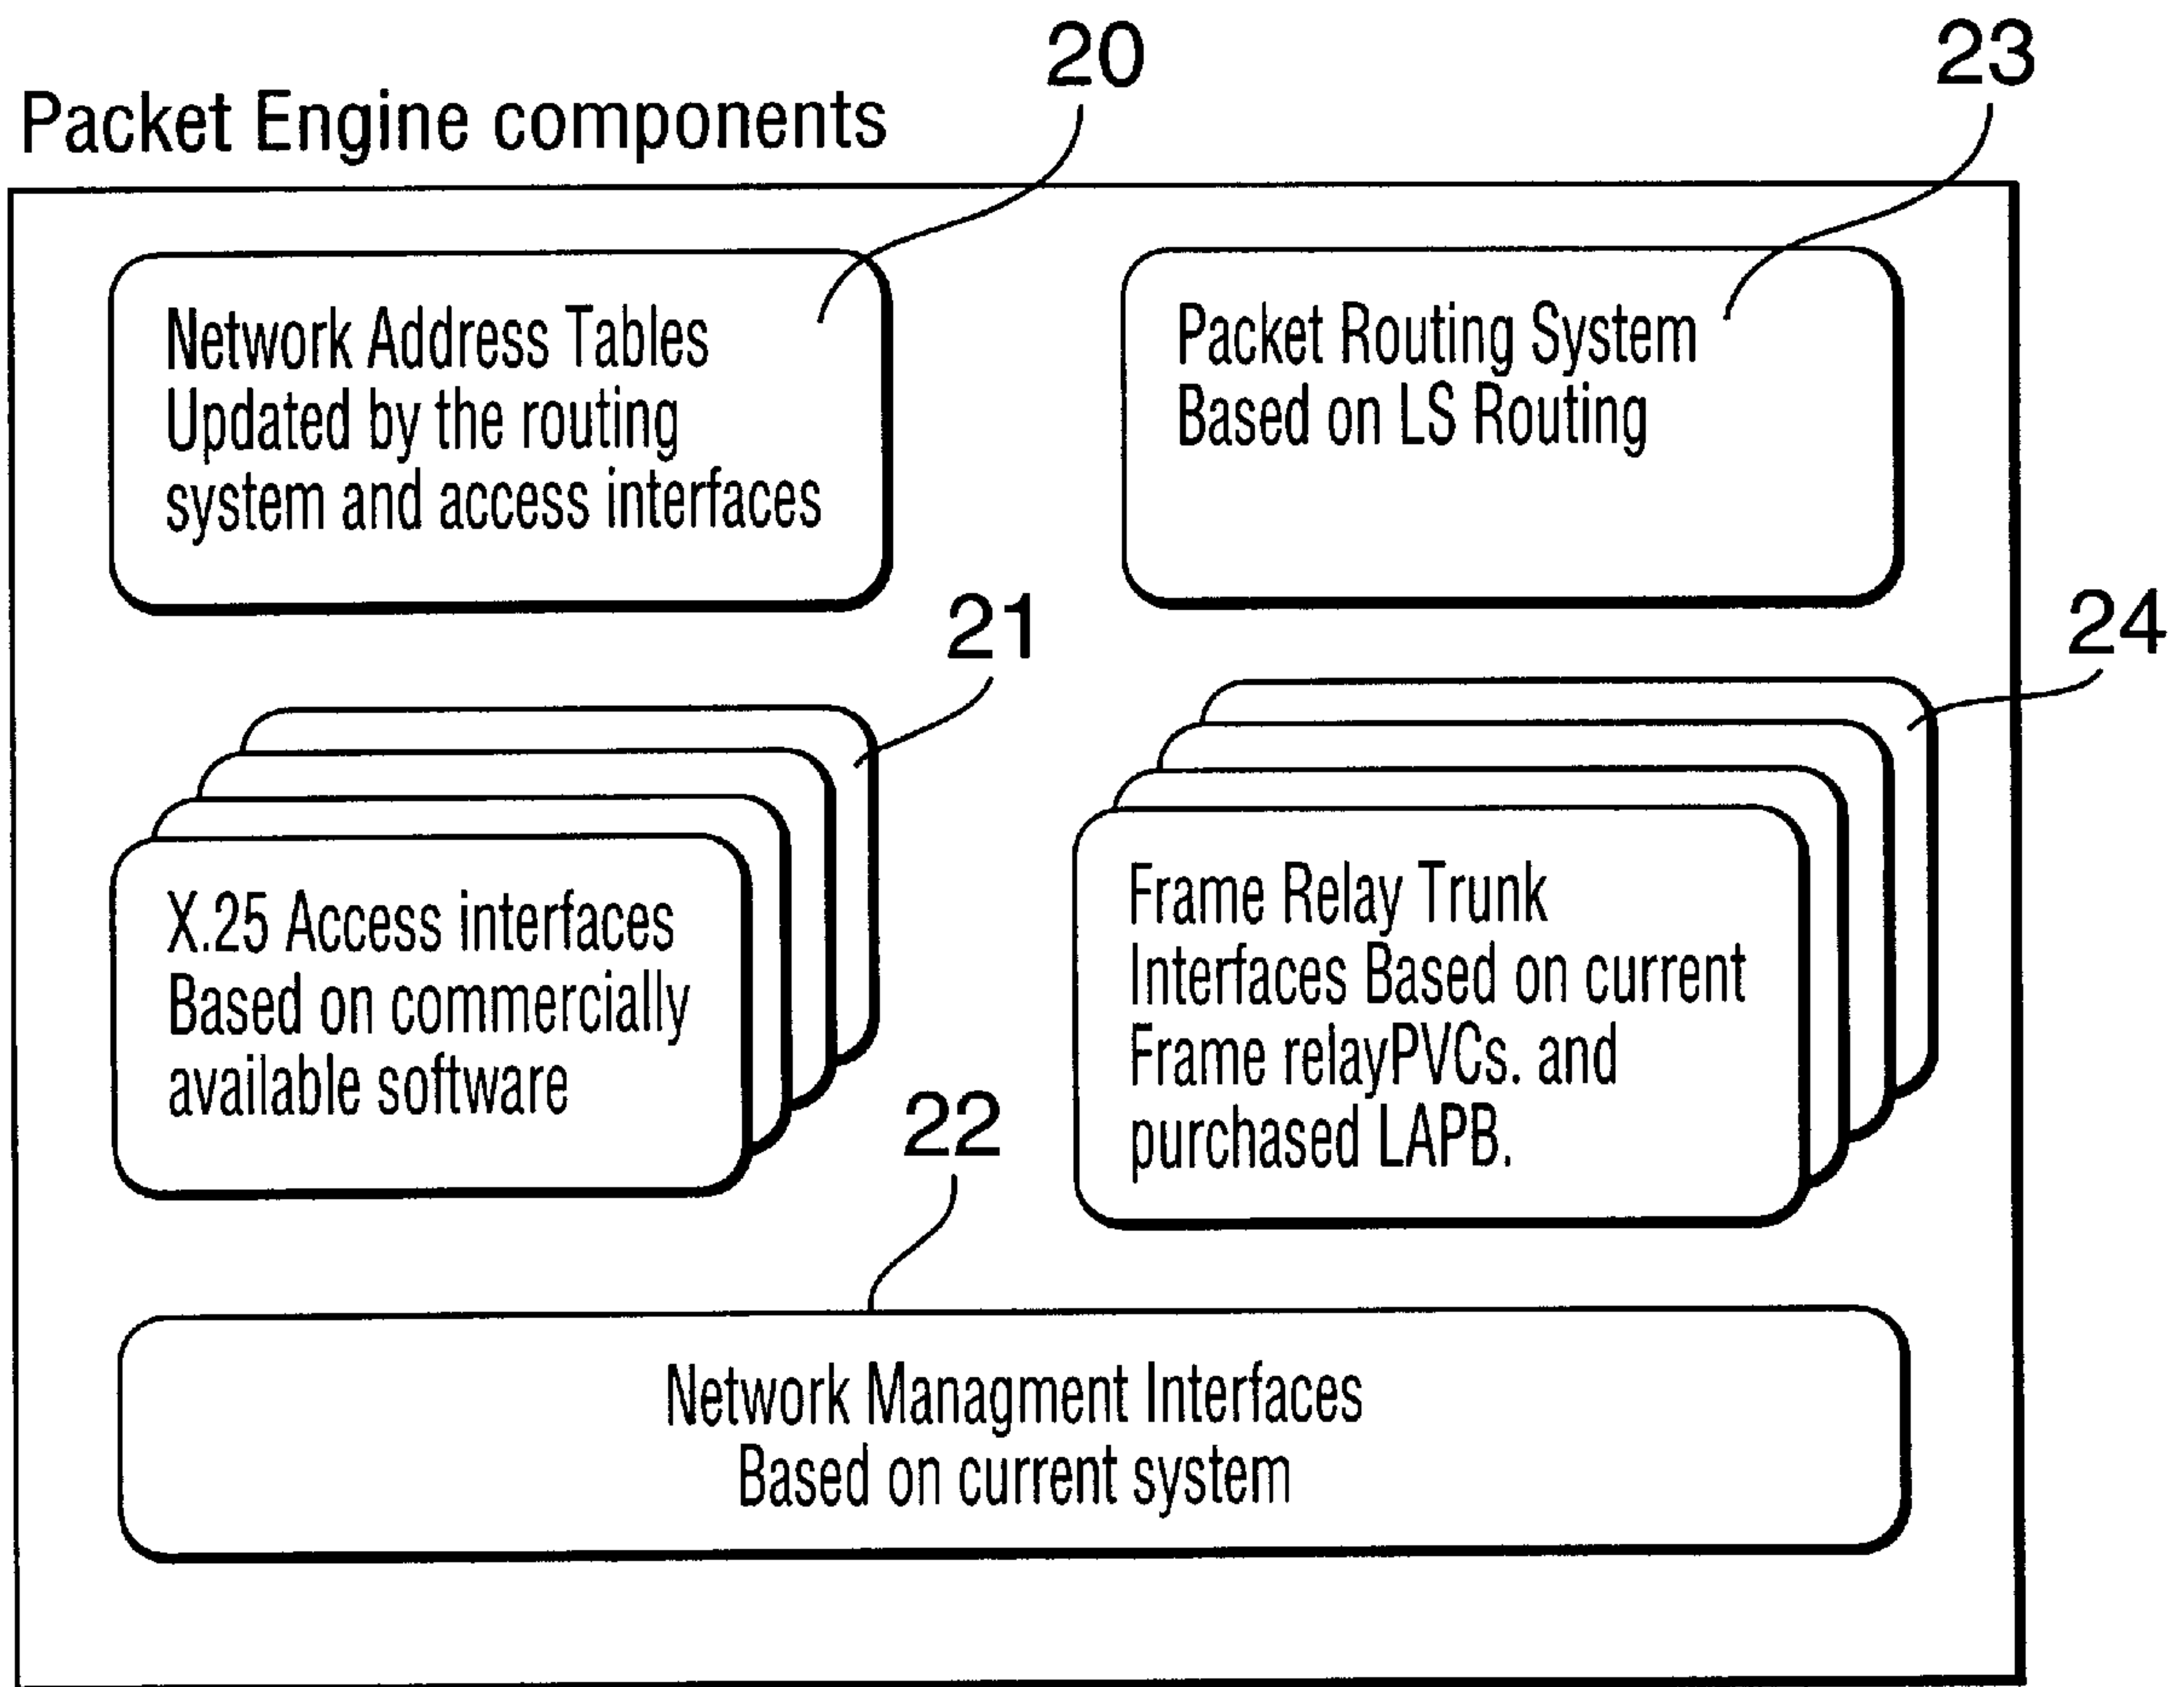 20
23
Packet Engine components
Network Address Tables
Updated by the routing
system and access interfaces
Packet Routing System
Based on LS Routing
21
24
X.25 Access interfaces
Based on commercially
available software
Frame Relay Trunk
Interfaces Based on current
Frame relayPVCs. and
purchased LAPB.
22
Network Managment Interfaces
Based on current system